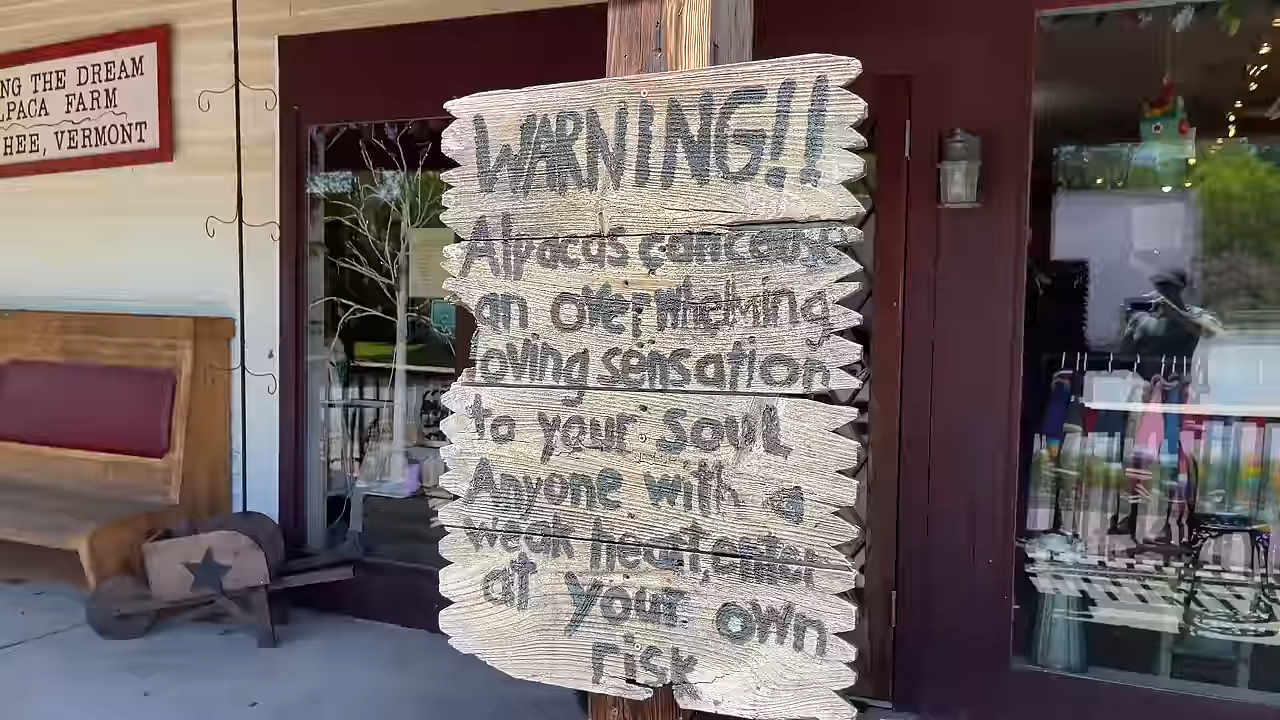 NG THE DREAM
LPACA FARM
HEE, VERMONT
WARNING!!
Alpacas can cause
an overwhelming
loving sensation
to your Soul
Anyone with a
weak heart, enter
at your own
risk